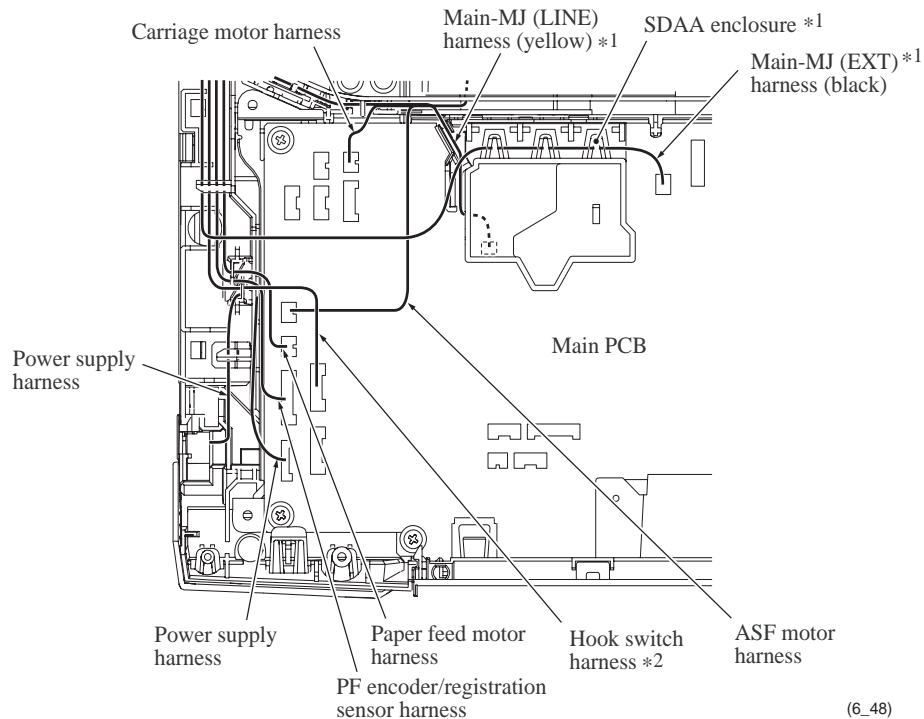 Carriage motor harness
Main-MJ (LINE)
harness (yellow) *1
SDAA enclosure *1
Main-MJ (EXT) *1
harness (black)
Power supply
harness
Main PCB
Power supply
harness
PF encoder/registration
sensor harness
Paper feed motor
harness
Hook switch
harness *2
ASF motor
harness
(6_48)